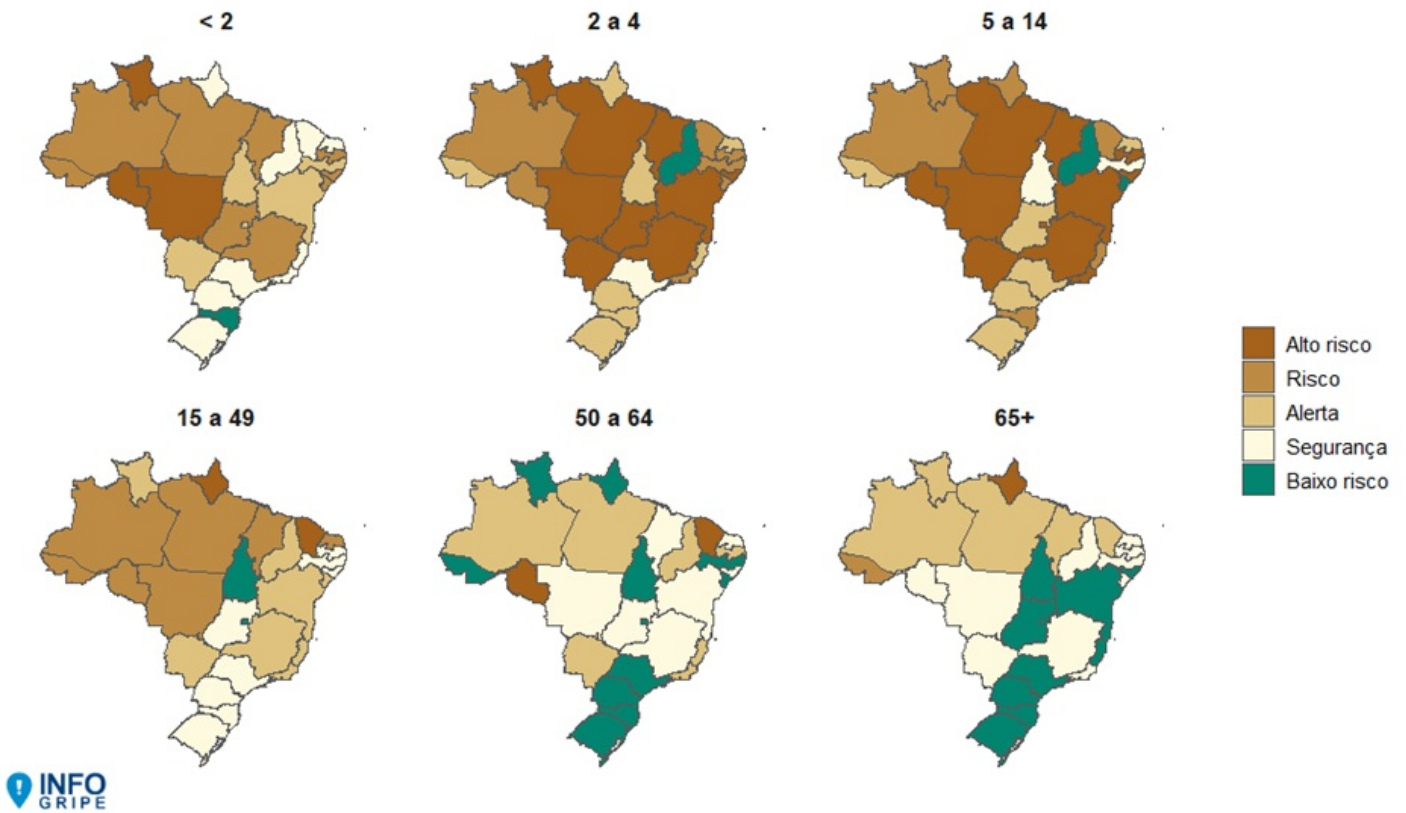 < 2
2 a 4
5 a 14
15 a 49
50 a 64
65+
Alto risco
Risco
Alerta
Segurança
Baixo risco
INFO
GRIPE